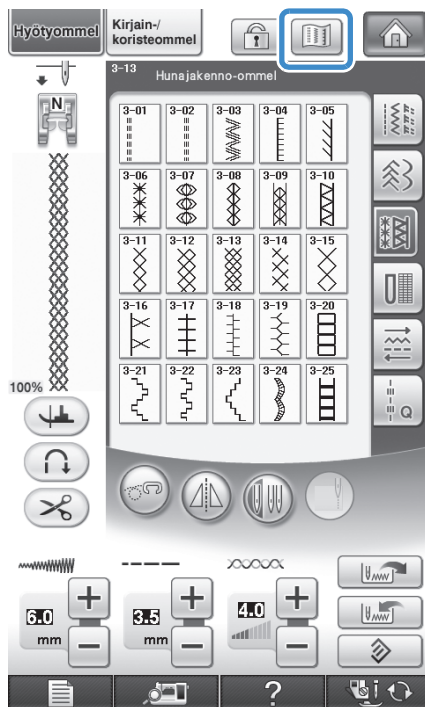 Hyötyommel
Kirjain-/
koristeommel
3-13
Hunajakenno-ommel
N
3-01 3-02 3-03 3-04 3-05
3-06 3-07 3-08 3-09 3-10
3-11 3-12 3-13 3-14 3-15
3-16 3-17 3-18 3-19 3-20
3-21 3-22 3-23 3-24 3-25
100%
Q
6.0 3.5 4.0
mm mm
?